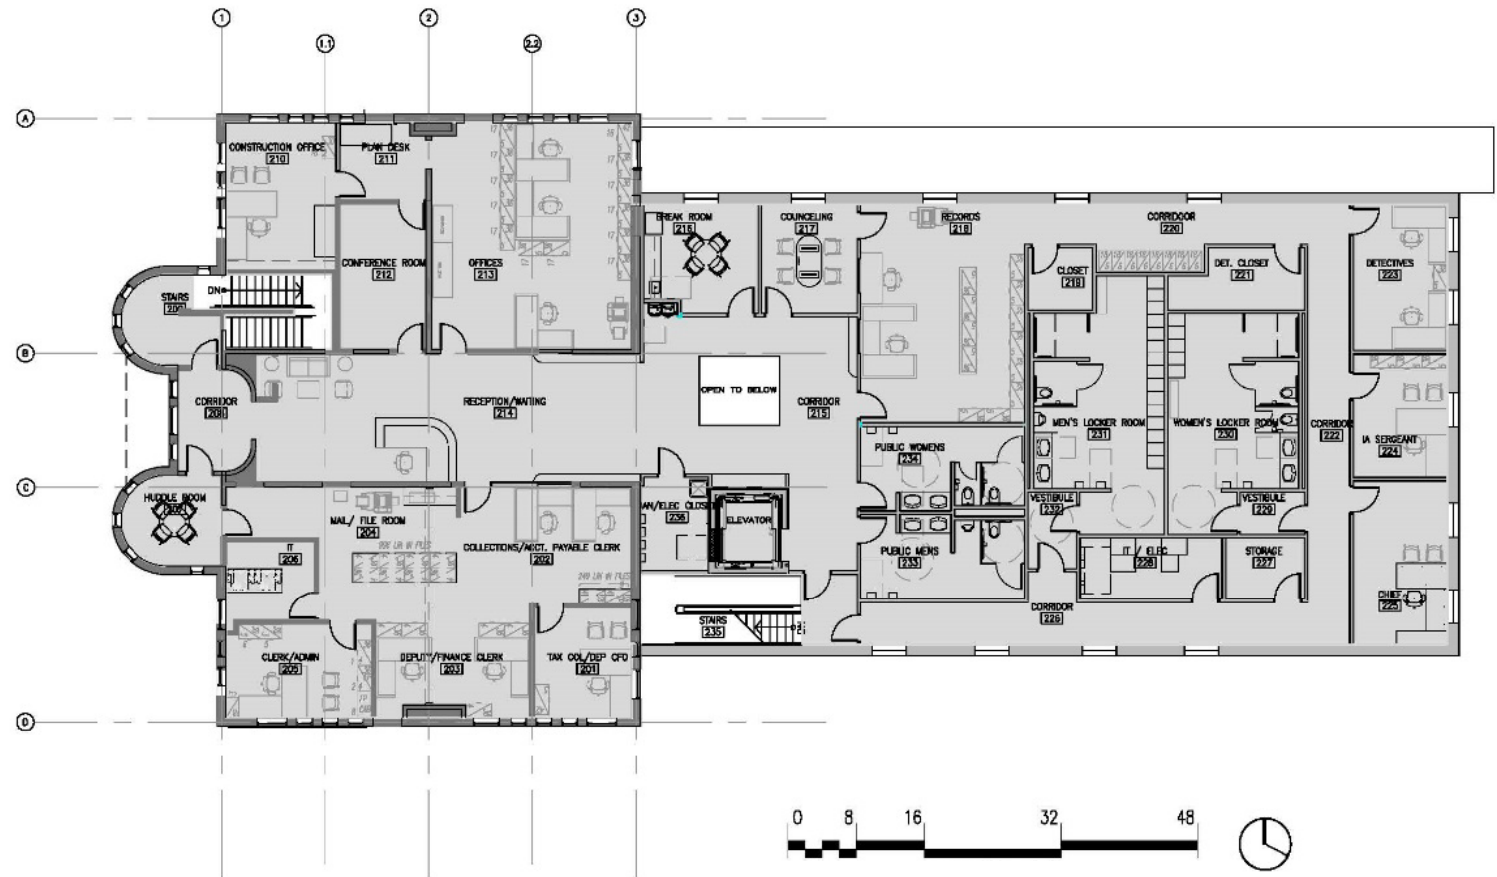 1
2
3
1.1
2.2
A
CONSTRUCTION OFFICE
210
PLAN DESK
211
BREAK ROOM
216
COUNCELING
217
RECORDS
218
CORRIDOOR
220
CONFERENCE ROOM
212
OFFICES
213
CLOSET
219
DET. CLOSET
221
DETECTIVES
223
DN
STAIRS
B
OPEN TO BELOW
CORRIDOR
208
RECEPTION/WAITING
214
CORRIDOR
215
MEN'S LOCKER ROOM
231
WOMEN'S LOCKER ROOM
230
CORRIDOR
222
IA SERGEANT
224
PUBLIC WOMENS
234
C
HUDDLE ROOM
MAIL/ FILE ROOM
204
236
ELEVATOR
VESTIBULE
232
VESTIBULE
229
COLLECTIONS/ACCT. PAYABLE CLERK
202
IT
206
PUBLIC MENS
233
IT / ELEC
228
STORAGE
227
CHIEF
225
STAIRS
235
CORRIDOR
226
CLERK/ADMIN
205
DEPUTY/FINANCE CLERK
203
TAX COL/DEP CFO
201
D
0 8 16 32 48